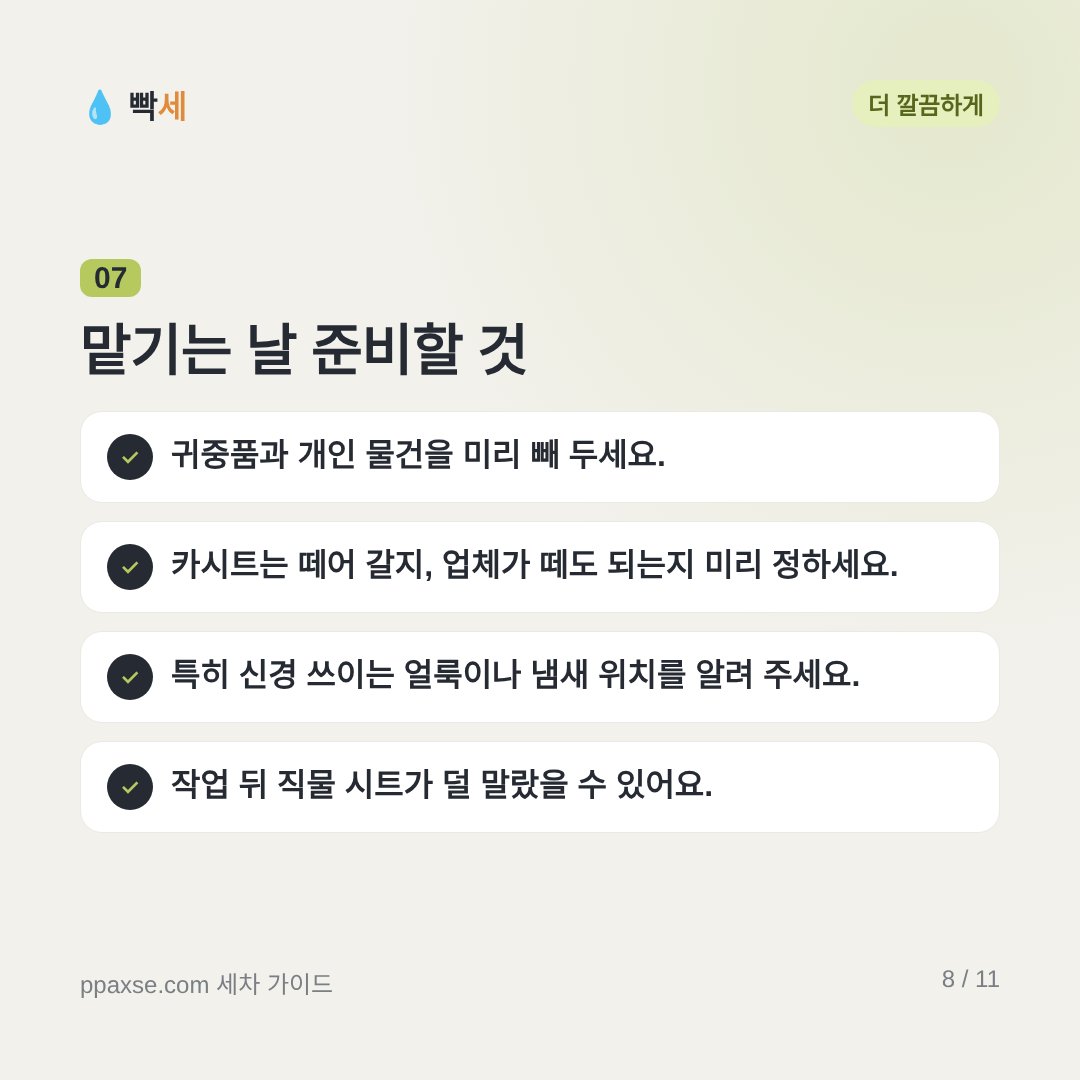 빡세
더 깔끔하게
07
맡기는 날 준비할 것
귀중품과 개인 물건을 미리 빼 두세요.
카시트는 떼어 갈지, 업체가 떼도 되는지 미리 정하세요.
특히 신경 쓰이는 얼룩이나 냄새 위치를 알려 주세요.
작업 뒤 직물 시트가 덜 말랐을 수 있어요.
ppaxse.com 세차 가이드
8 / 11